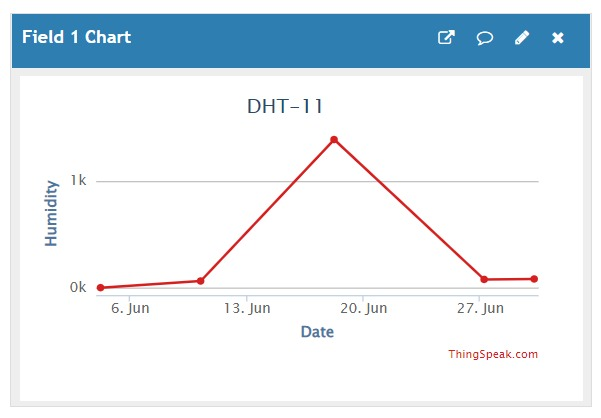 Field 1 Chart
DHT-11
1k
Humidity
0k
6. Jun 13. Jun 20. Jun 27. Jun
Date
ThingSpeak.com